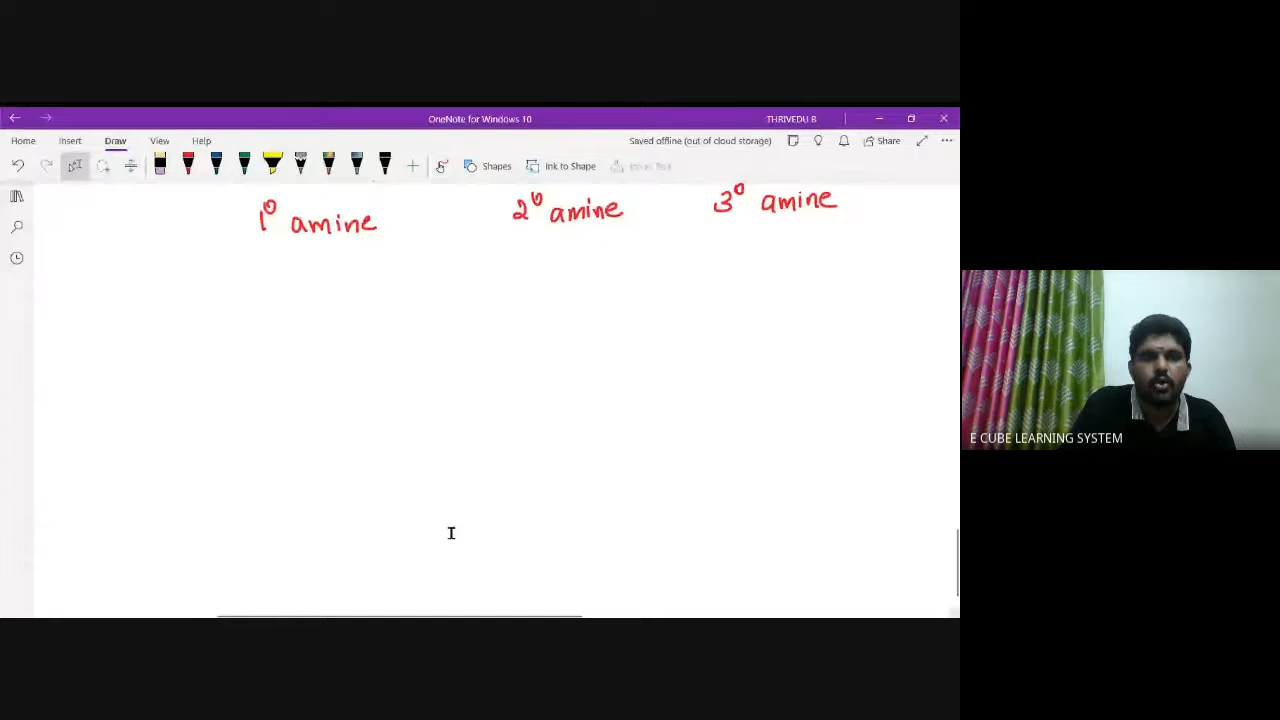 OneNote for Windows 10
THRIVEDU B
Home Insert Draw View Help
Saved offline (out of cloud storage)
Share
Shapes
Ink to Shape
1° amine
2° amine
3° amine
E CUBE LEARNING SYSTEM